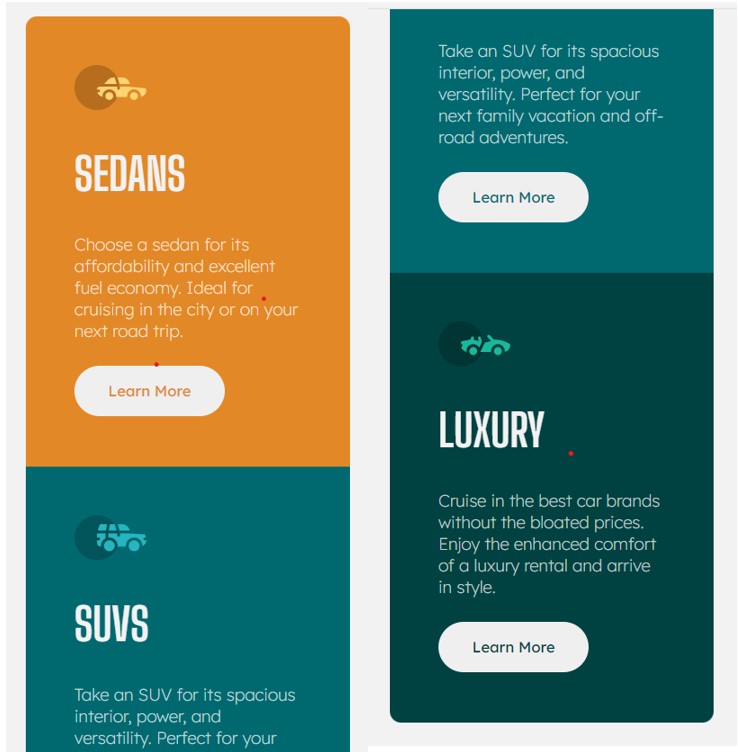 SEDANS
Choose a sedan for its
affordability and excellent
fuel economy. Ideal for
cruising in the city or on your
next road trip.
Learn More
SUVS
Take an SUV for its spacious
interior, power, and
versatility. Perfect for your
Take an SUV for its spacious
interior, power, and
versatility. Perfect for your
next family vacation and off-
road adventures.
Learn More
LUXURY
Cruise in the best car brands
without the bloated prices.
Enjoy the enhanced comfort
of a luxury rental and arrive
in style.
Learn More